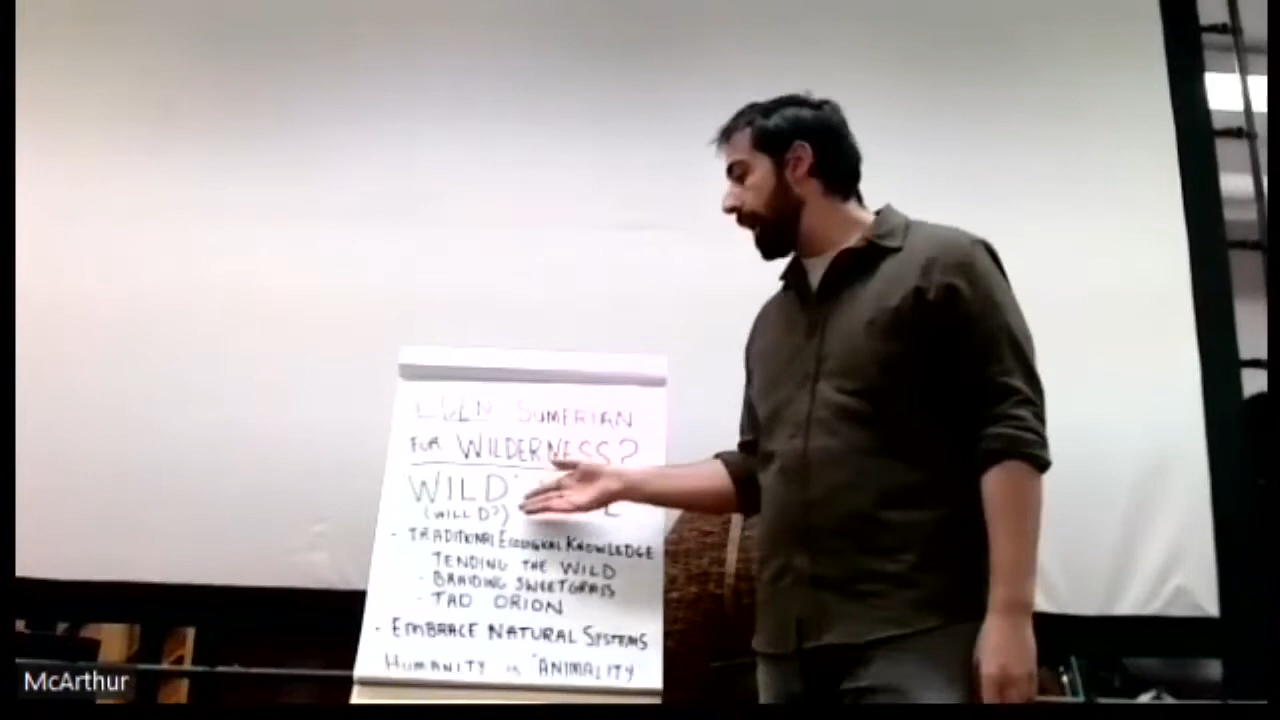 EDEN SUMERIAN
FOR WILDERNESS?
WILD
(WILL D?)
- TRADITIONAL ECOLOGICAL KNOWLEDGE
TENDING THE WILD
- BRAIDING SWEETGRASS
- TAO ORION
- EMBRACE NATURAL SYSTEMS
HUMANITY is "ANIMALITY
McArthur